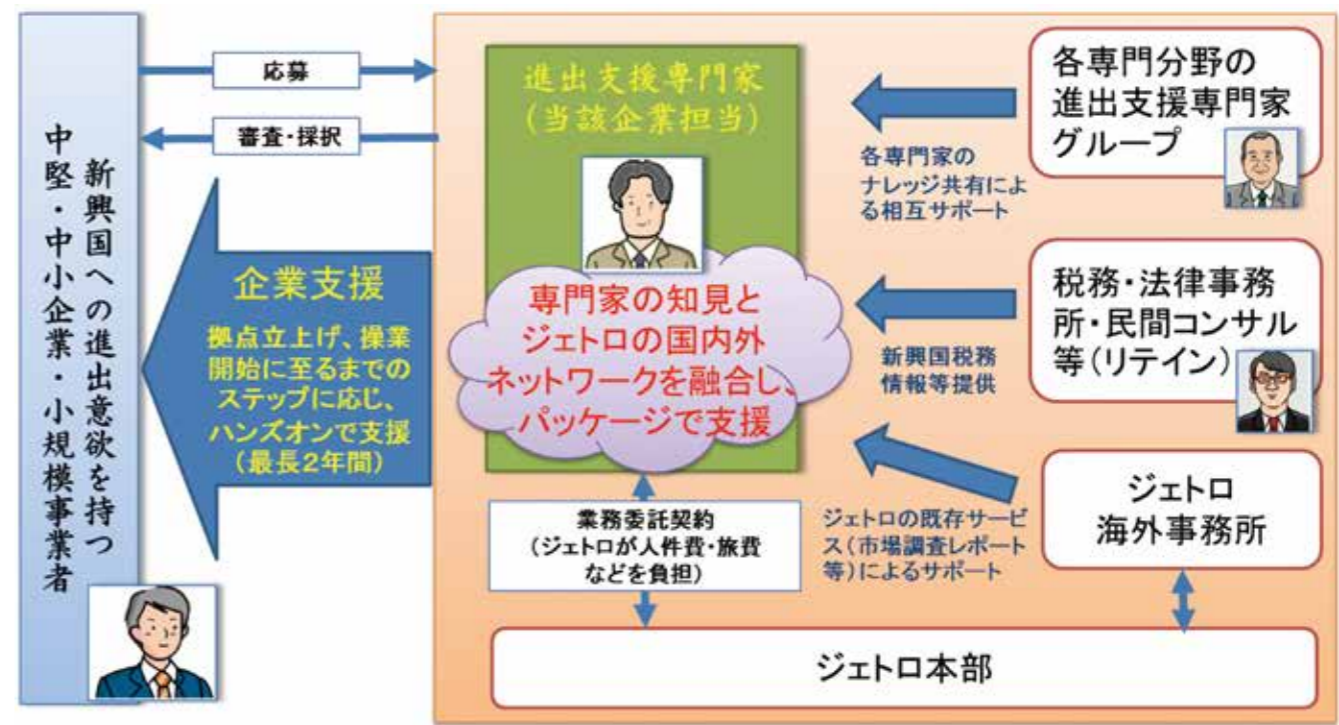 新興国への進出意欲を持つ
中堅・中小企業・小規模事業者
応募
審査・採択
企業支援
拠点立上げ、操業
開始に至るまでの
ステップに応じ、
ハンズオンで支援
(最長2年間)
進出支援専門家
(当該企業担当)
専門家の知見と
ジェトロの国内外
ネットワークを融合し、
パッケージで支援
業務委託契約
(ジェトロが人件費・旅費
などを負担)
各専門家の
ナレッジ共有によ
る相互サポート
新興国税務
情報等提供
ジェトロの既存サービ
ス(市場調査レポート
等)によるサポート
各専門分野の
進出支援専門家
グループ
税務・法律事務
所・民間コンサル
等(リテイン)
ジェトロ
海外事務所
ジェトロ本部